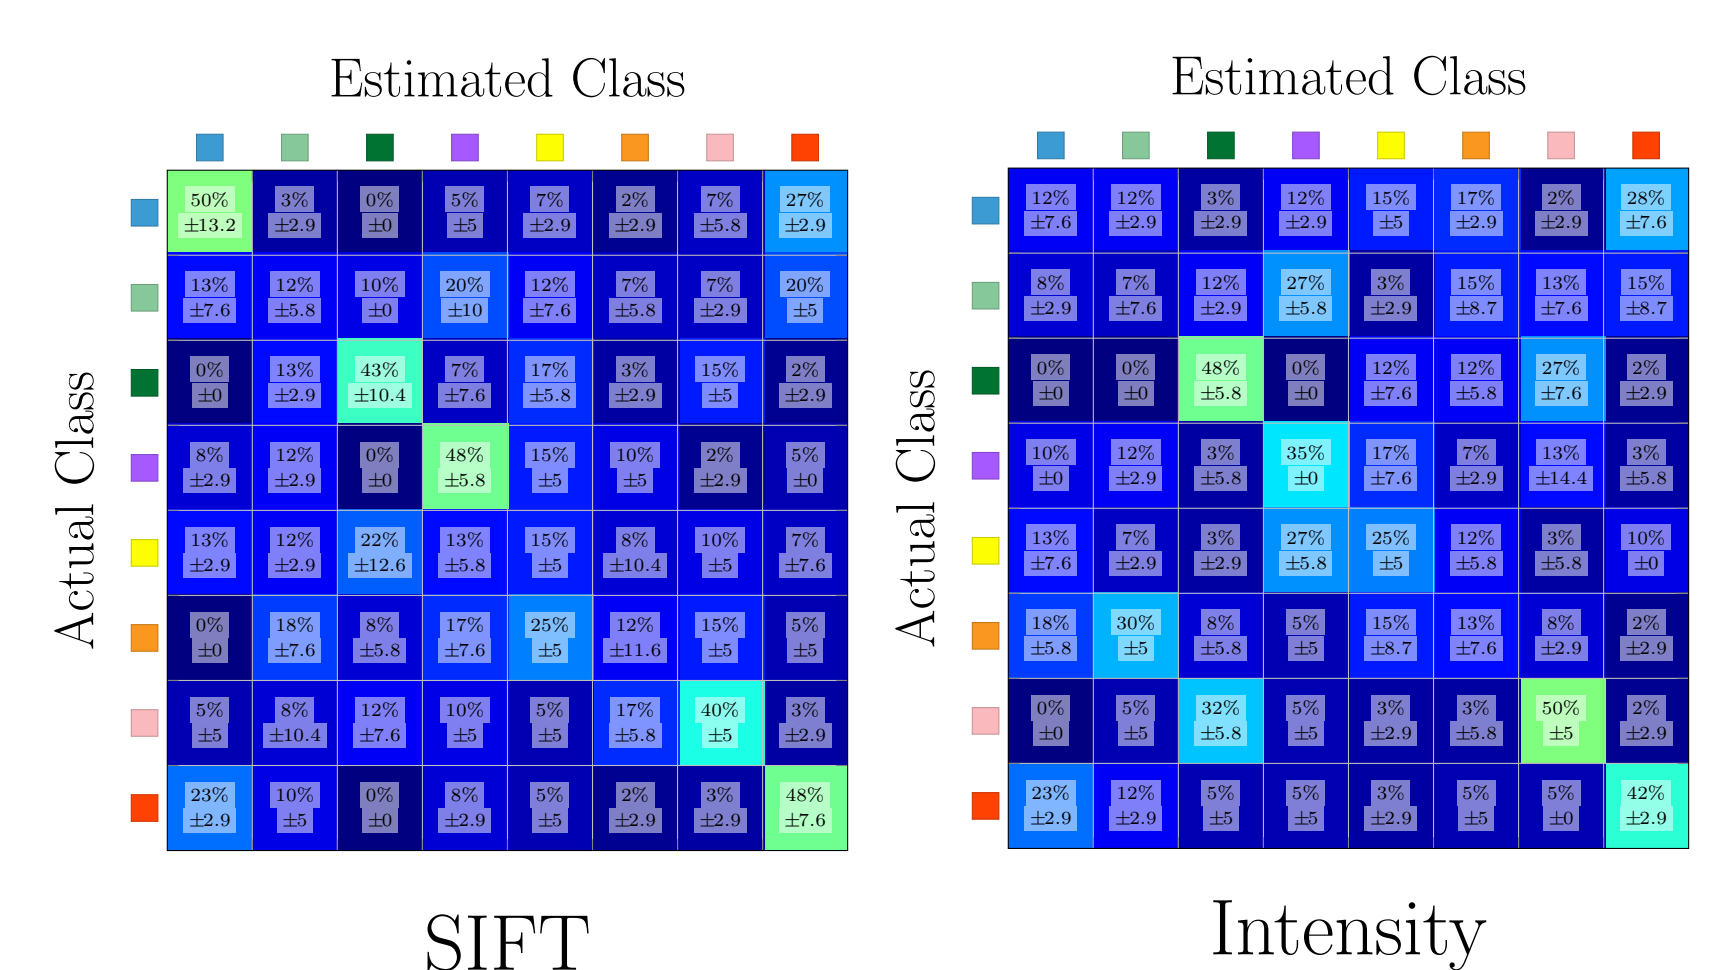 Estimated Class
Actual Class
50% 3% 0% 5% 7% 2% 7% 27%
±13.2 ±2.9 ±0 ±5 ±2.9 ±2.9 ±5.8 ±2.9
13% 12% 10% 20% 12% 7% 7% 20%
±7.6 ±5.8 ±0 ±10 ±7.6 ±5.8 ±2.9 ±5
0% 13% 43% 7% 17% 3% 15% 2%
±0 ±2.9 ±10.4 ±7.6 ±5.8 ±2.9 ±5 ±2.9
8% 12% 0% 48% 15% 10% 2% 5%
±2.9 ±2.9 ±0 ±5.8 ±5 ±5 ±2.9 ±0
13% 12% 22% 13% 15% 8% 10% 7%
±2.9 ±2.9 ±12.6 ±5.8 ±5 ±10.4 ±5 ±7.6
0% 18% 8% 17% 25% 12% 15% 5%
±0 ±7.6 ±5.8 ±7.6 ±5 ±11.6 ±5 ±5
5% 8% 12% 10% 5% 17% 40% 3%
±5 ±10.4 ±7.6 ±5 ±5 ±5.8 ±5 ±2.9
23% 10% 0% 8% 5% 2% 3% 48%
±2.9 ±5 ±0 ±2.9 ±5 ±2.9 ±2.9 ±7.6
SIFT
Estimated Class
Actual Class
12% 12% 3% 12% 15% 17% 2% 28%
±7.6 ±2.9 ±2.9 ±2.9 ±5 ±2.9 ±2.9 ±7.6
8% 7% 12% 27% 3% 15% 13% 15%
±2.9 ±7.6 ±2.9 ±5.8 ±2.9 ±8.7 ±7.6 ±8.7
0% 0% 48% 0% 12% 12% 27% 2%
±0 ±0 ±5.8 ±0 ±7.6 ±5.8 ±7.6 ±2.9
10% 12% 3% 35% 17% 7% 13% 3%
±0 ±2.9 ±5.8 ±0 ±7.6 ±2.9 ±14.4 ±5.8
13% 7% 3% 27% 25% 12% 3% 10%
±7.6 ±2.9 ±2.9 ±5.8 ±5 ±5.8 ±5.8 ±0
18% 30% 8% 5% 15% 13% 8% 2%
±5.8 ±5 ±5.8 ±5 ±8.7 ±7.6 ±2.9 ±2.9
0% 5% 32% 5% 3% 3% 50% 2%
±0 ±5 ±5.8 ±5 ±2.9 ±5.8 ±5 ±2.9
23% 12% 5% 5% 3% 5% 5% 42%
±2.9 ±2.9 ±5 ±5 ±2.9 ±5 ±0 ±2.9
Intensity